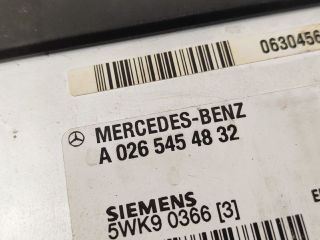 0630456
MERCEDES-BENZ
A 026 545 48 32
SIEMENS
5WK9 0366 [3]